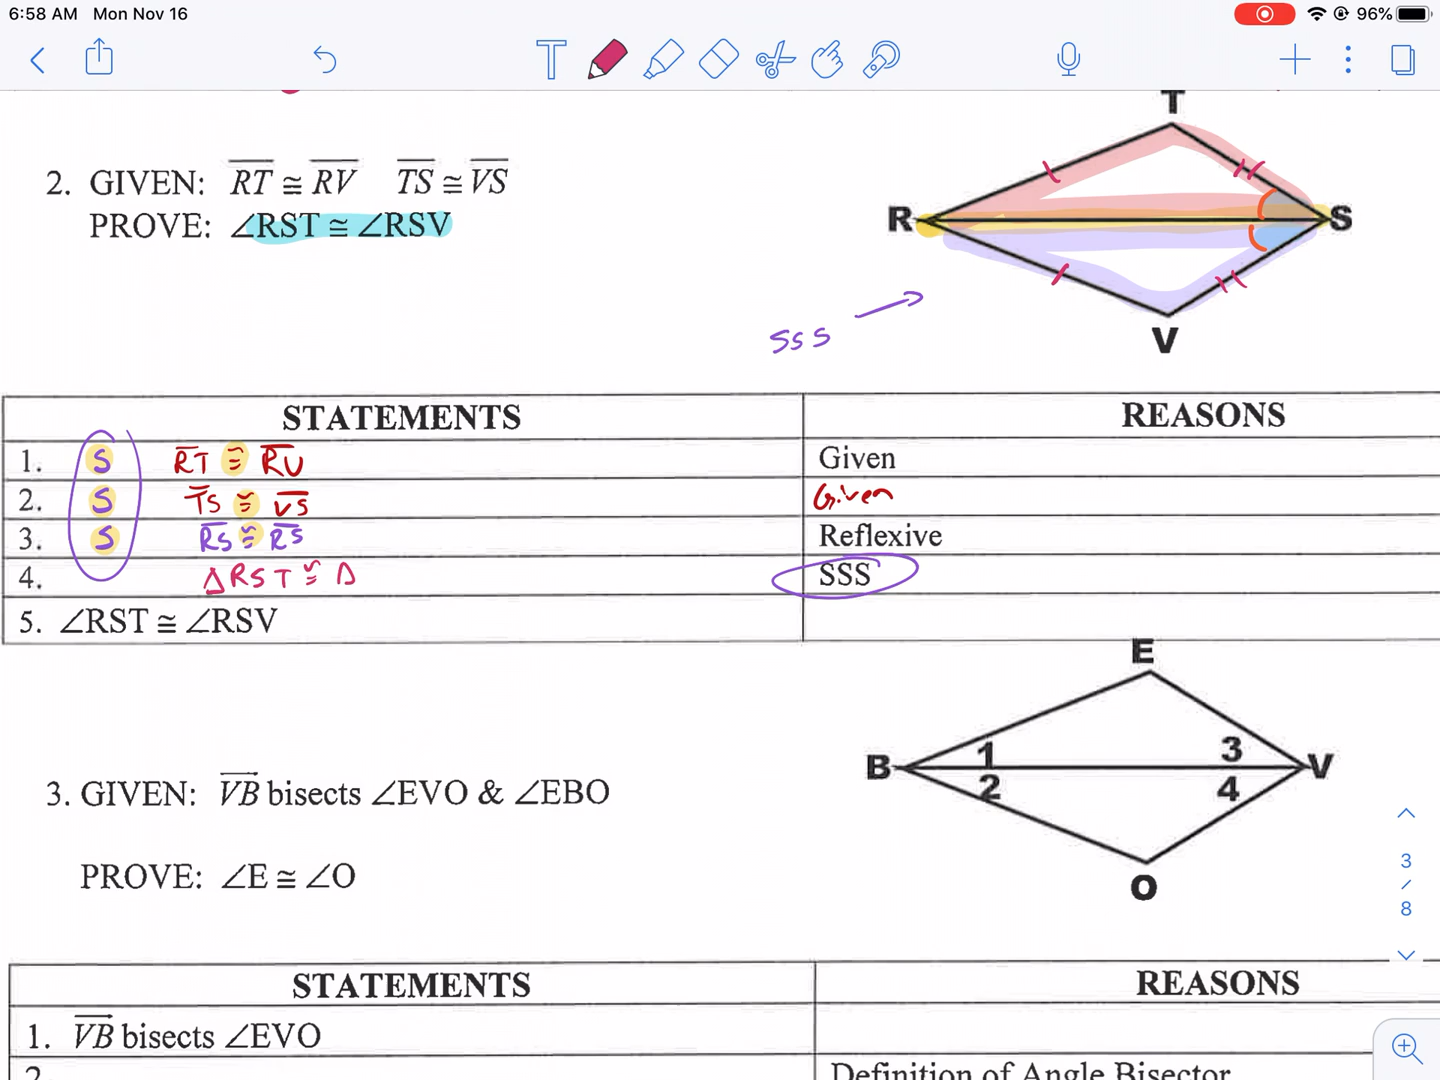 6:58 AM Mon Nov 16
96%
T
2. GIVEN: RT ≅ RV TS ≅ VS
PROVE: ∠RST ≅ ∠RSV
R
S
V
SSS
STATEMENTS REASONS
1. S RT ≅ RV Given
2. S TS ≅ VS Given
3. S RS ≅ RS Reflexive
4. ΔRST ≅ Δ SSS
5. ∠RST ≅ ∠RSV
E
B 1 3 V
2 4
O
3. GIVEN: VB bisects ∠EVO & ∠EBO
PROVE: ∠E ≅ ∠O
3
/
8
STATEMENTS REASONS
1. VB bisects ∠EVO
2. Definition of Angle Bisector